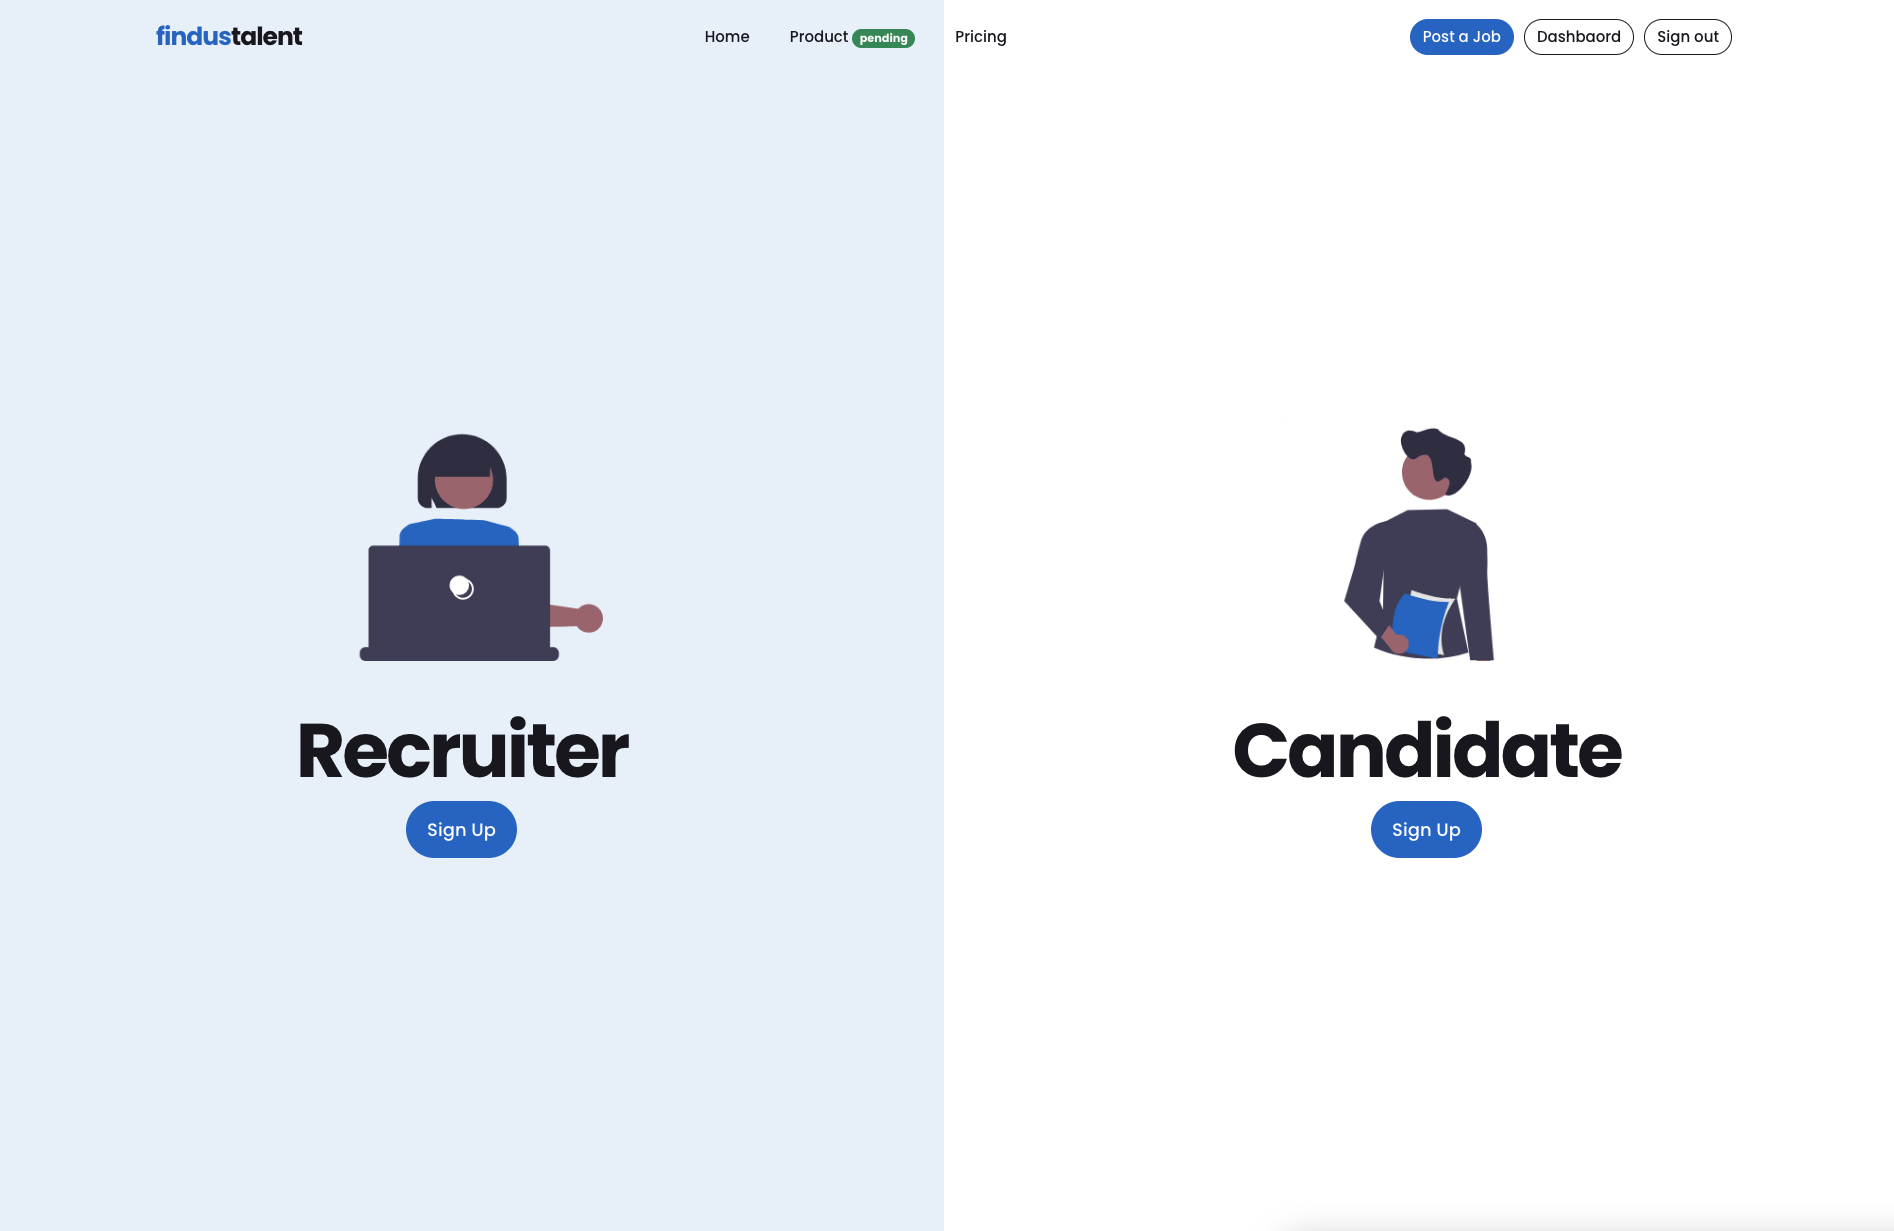 findustalent
Home
Product pending
Pricing
Post a Job
Dashbaord
Sign out
Recruiter
Sign Up
Candidate
Sign Up